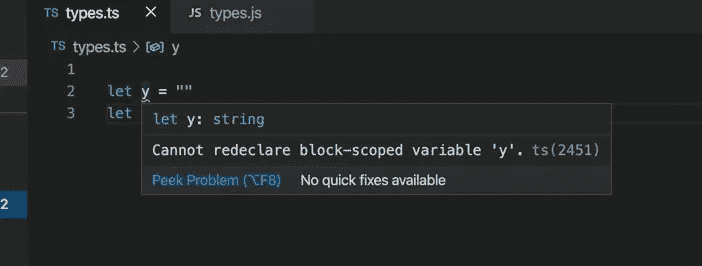 TS types.ts × JS types.js
TS types.ts > y
2
1
2 let y = ""
3 let
let y: string
Cannot redeclare block-scoped variable 'y'. ts(2451)
Peek Problem (⌥F8) No quick fixes available
2